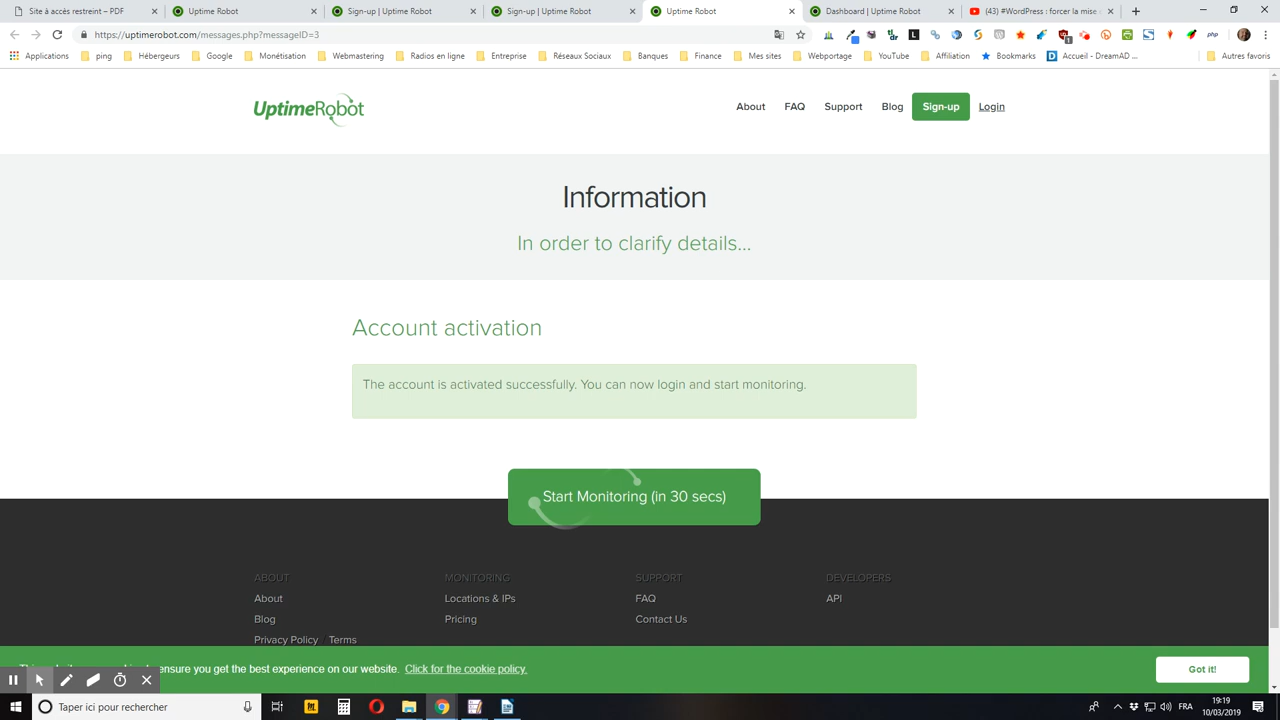 Site à accès restreint – PDF
Uptime Robot
Sign-up | Uptime Robot
Sign-up | Uptime Robot
Uptime Robot
Dashboard | Uptime Robot
(43) #WordPress : forcer la mise
https://uptimerobot.com/messages.php?messageID=3
Applications
ping
Hébergeurs
Google
Monétisation
Webmastering
Radios en ligne
Entreprise
Réseaux Sociaux
Banques
Finance
Mes sites
Webportage
YouTube
Affiliation
Bookmarks
Accueil - DreamAD ...
Autres favoris
UptimeRobot
About
FAQ
Support
Blog
Sign-up
Login
Information
In order to clarify details...
Account activation
The account is activated successfully. You can now login and start monitoring.
Start Monitoring (in 30 secs)
ABOUT
MONITORING
SUPPORT
DEVELOPERS
About
Locations & IPs
FAQ
API
Blog
Pricing
Contact Us
Privacy Policy / Terms
ensure you get the best experience on our website. Click for the cookie policy.
Got it!
Taper ici pour rechercher
FRA
19:19
10/03/2019